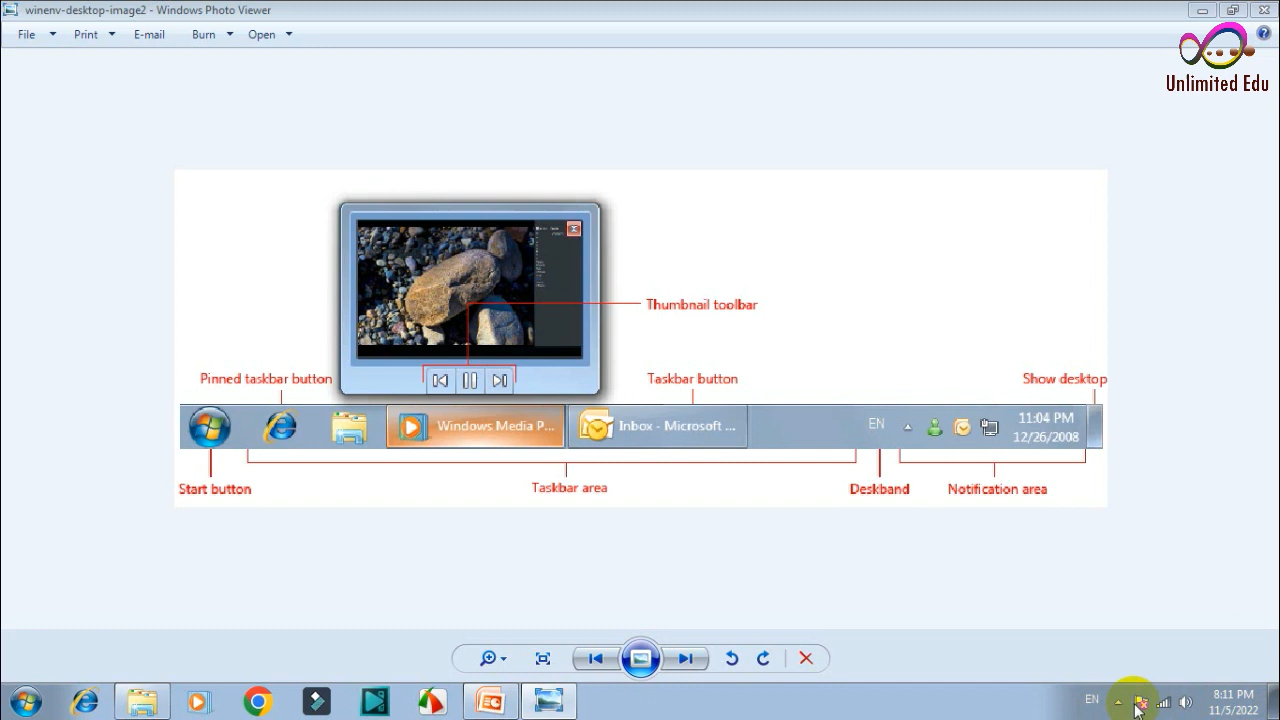 winenv-desktop-image2 - Windows Photo Viewer
File Print E-mail Burn Open
Unlimited Edu
Thumbnail toolbar
Pinned taskbar button Taskbar button Show desktop
Windows Media P... Inbox - Microsoft ... EN 11:04 PM
12/26/2008
Start button Taskbar area Deskband Notification area
EN 8:11 PM
11/5/2022